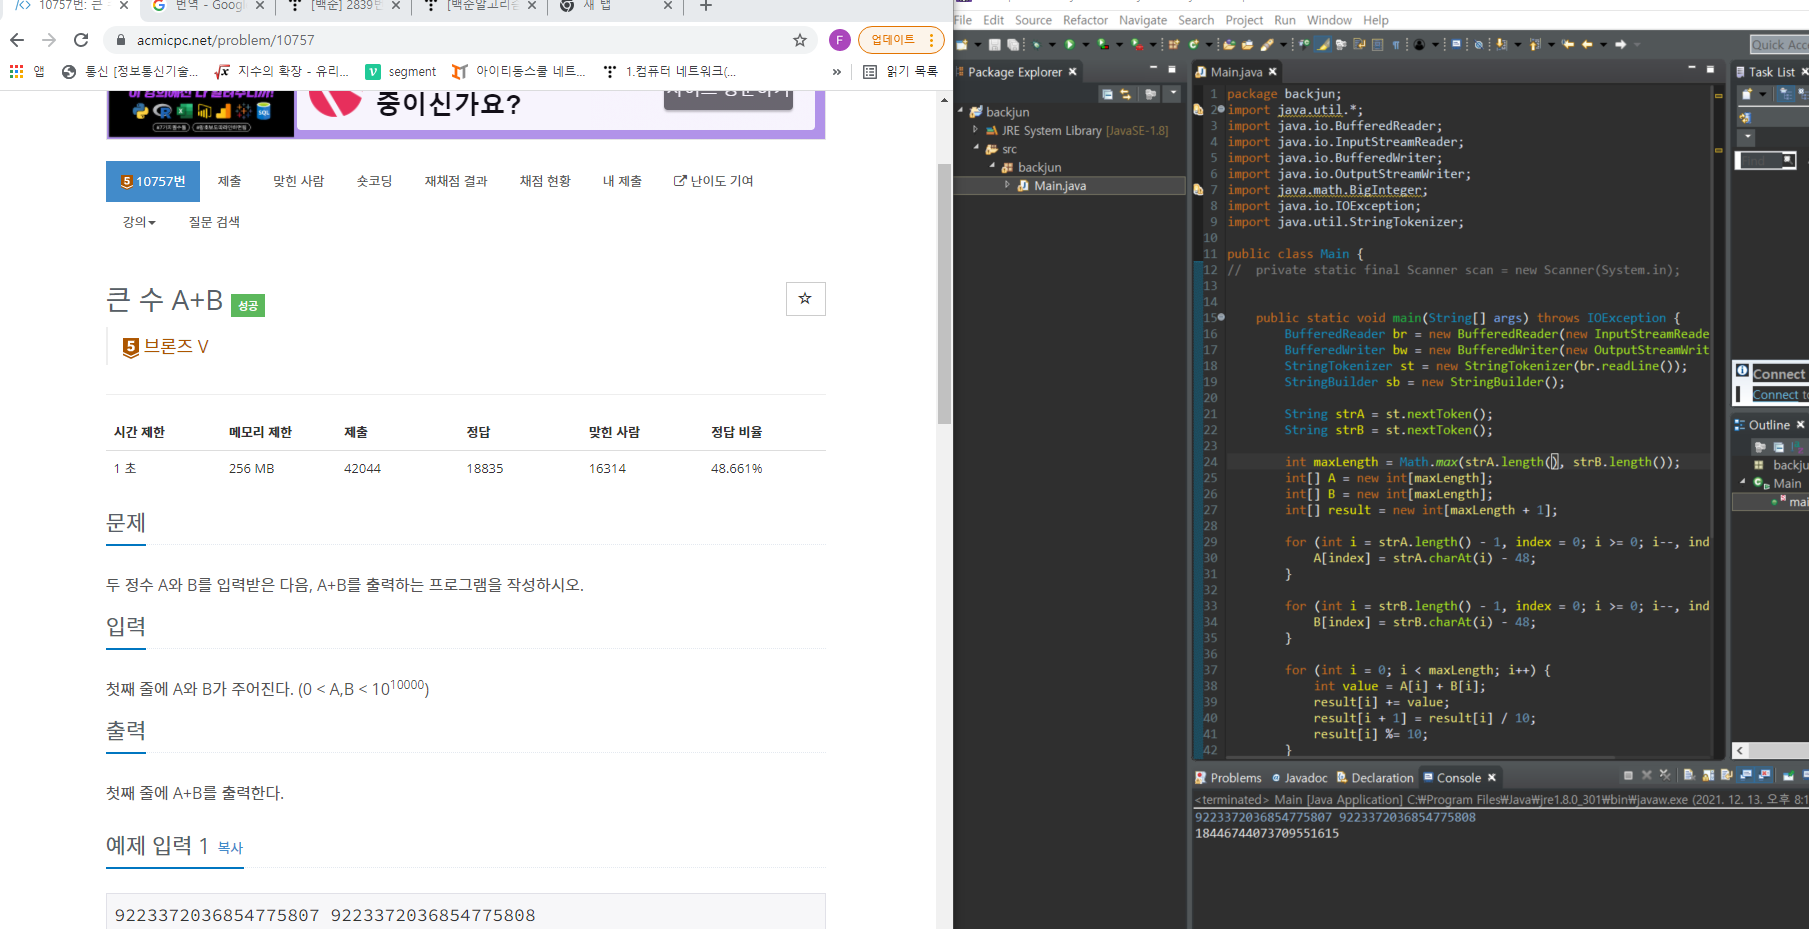 10757번: 큰
번역 - Goog
[백준] 2839번
[백준알고리즘
새 탭
acmicpc.net/problem/10757
F
업데이트
앱
통신 [정보통신기술...
지수의 확장 - 유리...
segment
아이티동스쿨 네트...
1.컴퓨터 네트워크(...
»
읽기 목록
중이신가요?
5 10757번
제출
맞힌 사람
숏코딩
재채점 결과
채점 현황
내 제출
난이도 기여
강의
질문 검색
큰 수 A+B 성공
5 브론즈 V
시간 제한 메모리 제한 제출 정답 맞힌 사람 정답 비율
1 초 256 MB 42044 18835 16314 48.661%
문제
두 정수 A와 B를 입력받은 다음, A+B를 출력하는 프로그램을 작성하시오.
입력
첫째 줄에 A와 B가 주어진다. (0 < A,B < 10^10000)
출력
첫째 줄에 A+B를 출력한다.
예제 입력 1 복사
9223372036854775807 9223372036854775808
File Edit Source Refactor Navigate Search Project Run Window Help
Quick Acce
Package Explorer
backjun
JRE System Library [JavaSE-1.8]
src
backjun
Main.java
Main.java
1 package backjun;
2 import java.util.*;
3 import java.io.BufferedReader;
4 import java.io.InputStreamReader;
5 import java.io.BufferedWriter;
6 import java.io.OutputStreamWriter;
7 import java.math.BigInteger;
8 import java.io.IOException;
9 import java.util.StringTokenizer;
10
11 public class Main {
12 // private static final Scanner scan = new Scanner(System.in);
13
14
15 public static void main(String[] args) throws IOException {
16 BufferedReader br = new BufferedReader(new InputStreamReade
17 BufferedWriter bw = new BufferedWriter(new OutputStreamWrit
18 StringTokenizer st = new StringTokenizer(br.readLine());
19 StringBuilder sb = new StringBuilder();
20
21 String strA = st.nextToken();
22 String strB = st.nextToken();
23
24 int maxLength = Math.max(strA.length(), strB.length());
25 int[] A = new int[maxLength];
26 int[] B = new int[maxLength];
27 int[] result = new int[maxLength + 1];
28
29 for (int i = strA.length() - 1, index = 0; i >= 0; i--, ind
30 A[index] = strA.charAt(i) - 48;
31 }
32
33 for (int i = strB.length() - 1, index = 0; i >= 0; i--, ind
34 B[index] = strB.charAt(i) - 48;
35 }
36
37 for (int i = 0; i < maxLength; i++) {
38 int value = A[i] + B[i];
39 result[i] += value;
40 result[i + 1] = result[i] / 10;
41 result[i] %= 10;
42 }
Task List
Find
Connect
Connect to
Outline
backju
Main
mai
Problems
Javadoc
Declaration
Console
<terminated> Main [Java Application] C:₩Program Files₩Java₩jre1.8.0_301₩bin₩javaw.exe (2021. 12. 13. 오후 8:1
9223372036854775807 9223372036854775808
18446744073709551615